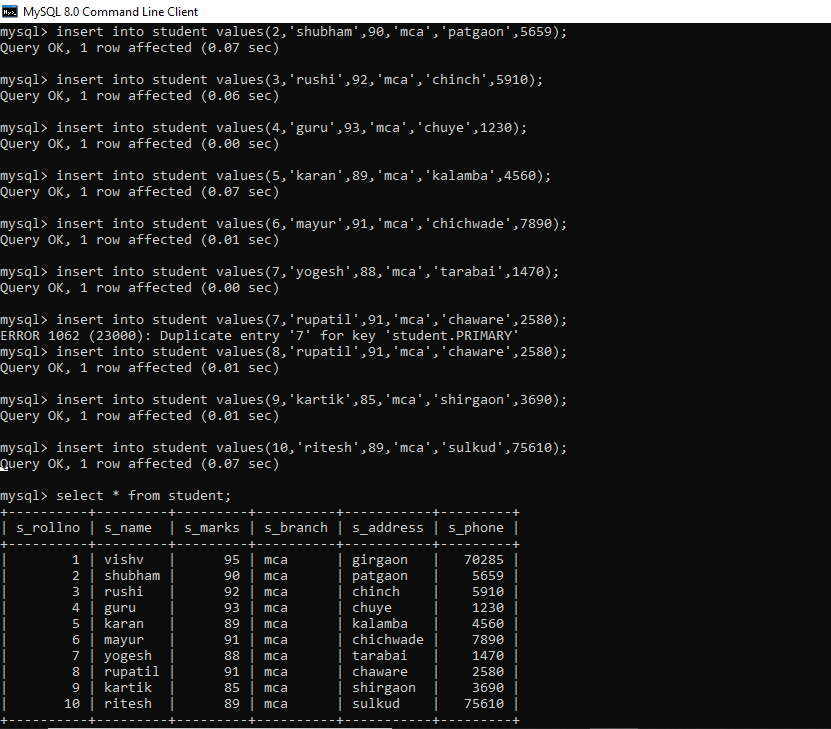 MySQL 8.0 Command Line Client
mysql> insert into student values(2,'shubham',90,'mca','patgaon',5659);
Query OK, 1 row affected (0.07 sec)
mysql> insert into student values(3,'rushi',92,'mca','chinch',5910);
Query OK, 1 row affected (0.06 sec)
mysql> insert into student values(4,'guru',93,'mca','chuye',1230);
Query OK, 1 row affected (0.00 sec)
mysql> insert into student values(5,'karan',89,'mca','kalamba',4560);
Query OK, 1 row affected (0.07 sec)
mysql> insert into student values(6,'mayur',91,'mca','chichwade',7890);
Query OK, 1 row affected (0.01 sec)
mysql> insert into student values(7,'yogesh',88,'mca','tarabai',1470);
Query OK, 1 row affected (0.00 sec)
mysql> insert into student values(7,'rupatil',91,'mca','chaware',2580);
ERROR 1062 (23000): Duplicate entry '7' for key 'student.PRIMARY'
mysql> insert into student values(8,'rupatil',91,'mca','chaware',2580);
Query OK, 1 row affected (0.01 sec)
mysql> insert into student values(9,'kartik',85,'mca','shirgaon',3690);
Query OK, 1 row affected (0.01 sec)
mysql> insert into student values(10,'ritesh',89,'mca','sulkud',75610);
Query OK, 1 row affected (0.07 sec)
mysql> select * from student;
+----------+---------+---------+----------+-----------+---------+
| s_rollno | s_name  | s_marks | s_branch | s_address | s_phone |
+----------+---------+---------+----------+-----------+---------+
|        1 | vishv   |      95 | mca      | girgaon   |   70285 |
|        2 | shubham |      90 | mca      | patgaon   |    5659 |
|        3 | rushi   |      92 | mca      | chinch    |    5910 |
|        4 | guru    |      93 | mca      | chuye     |    1230 |
|        5 | karan   |      89 | mca      | kalamba   |    4560 |
|        6 | mayur   |      91 | mca      | chichwade |    7890 |
|        7 | yogesh  |      88 | mca      | tarabai   |    1470 |
|        8 | rupatil |      91 | mca      | chaware   |    2580 |
|        9 | kartik  |      85 | mca      | shirgaon  |    3690 |
|       10 | ritesh  |      89 | mca      | sulkud    |   75610 |
+----------+---------+---------+----------+-----------+---------+